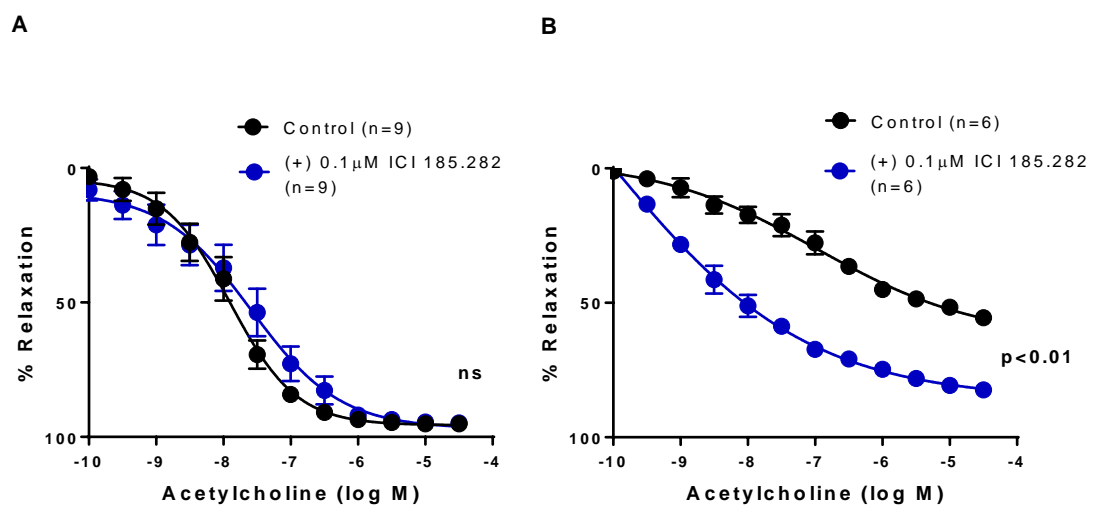 A
Control (n=9)
(+) 0.1μM ICI 185.282
(n=9)
0
50
100
% Relaxation
ns
-10 -9 -8 -7 -6 -5 -4
Acetylcholine (log M)
B
Control (n=6)
(+) 0.1μM ICI 185.282
(n=6)
0
50
100
% Relaxation
p<0.01
-10 -9 -8 -7 -6 -5 -4
Acetylcholine (log M)